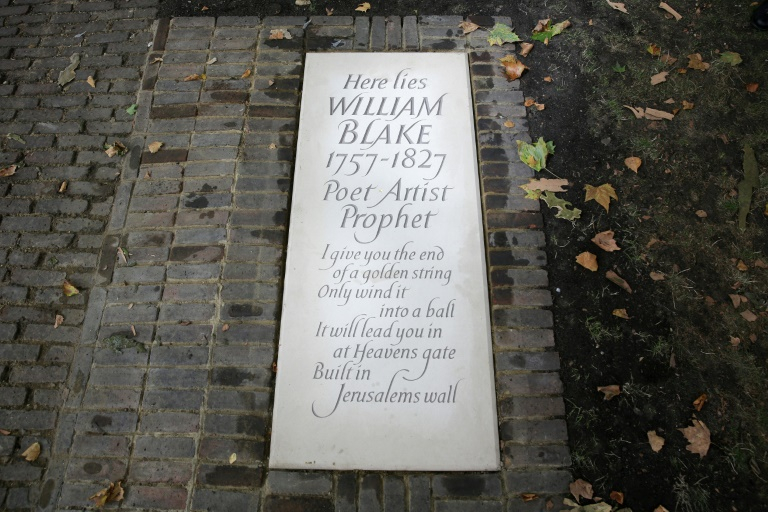 Here lies
WILLIAM
BLAKE
1757-1827
Poet Artist
Prophet
I give you the end
of a golden string
Only wind it
into a ball
It will lead you in
at Heavens gate
Built in
Jerusalems wall